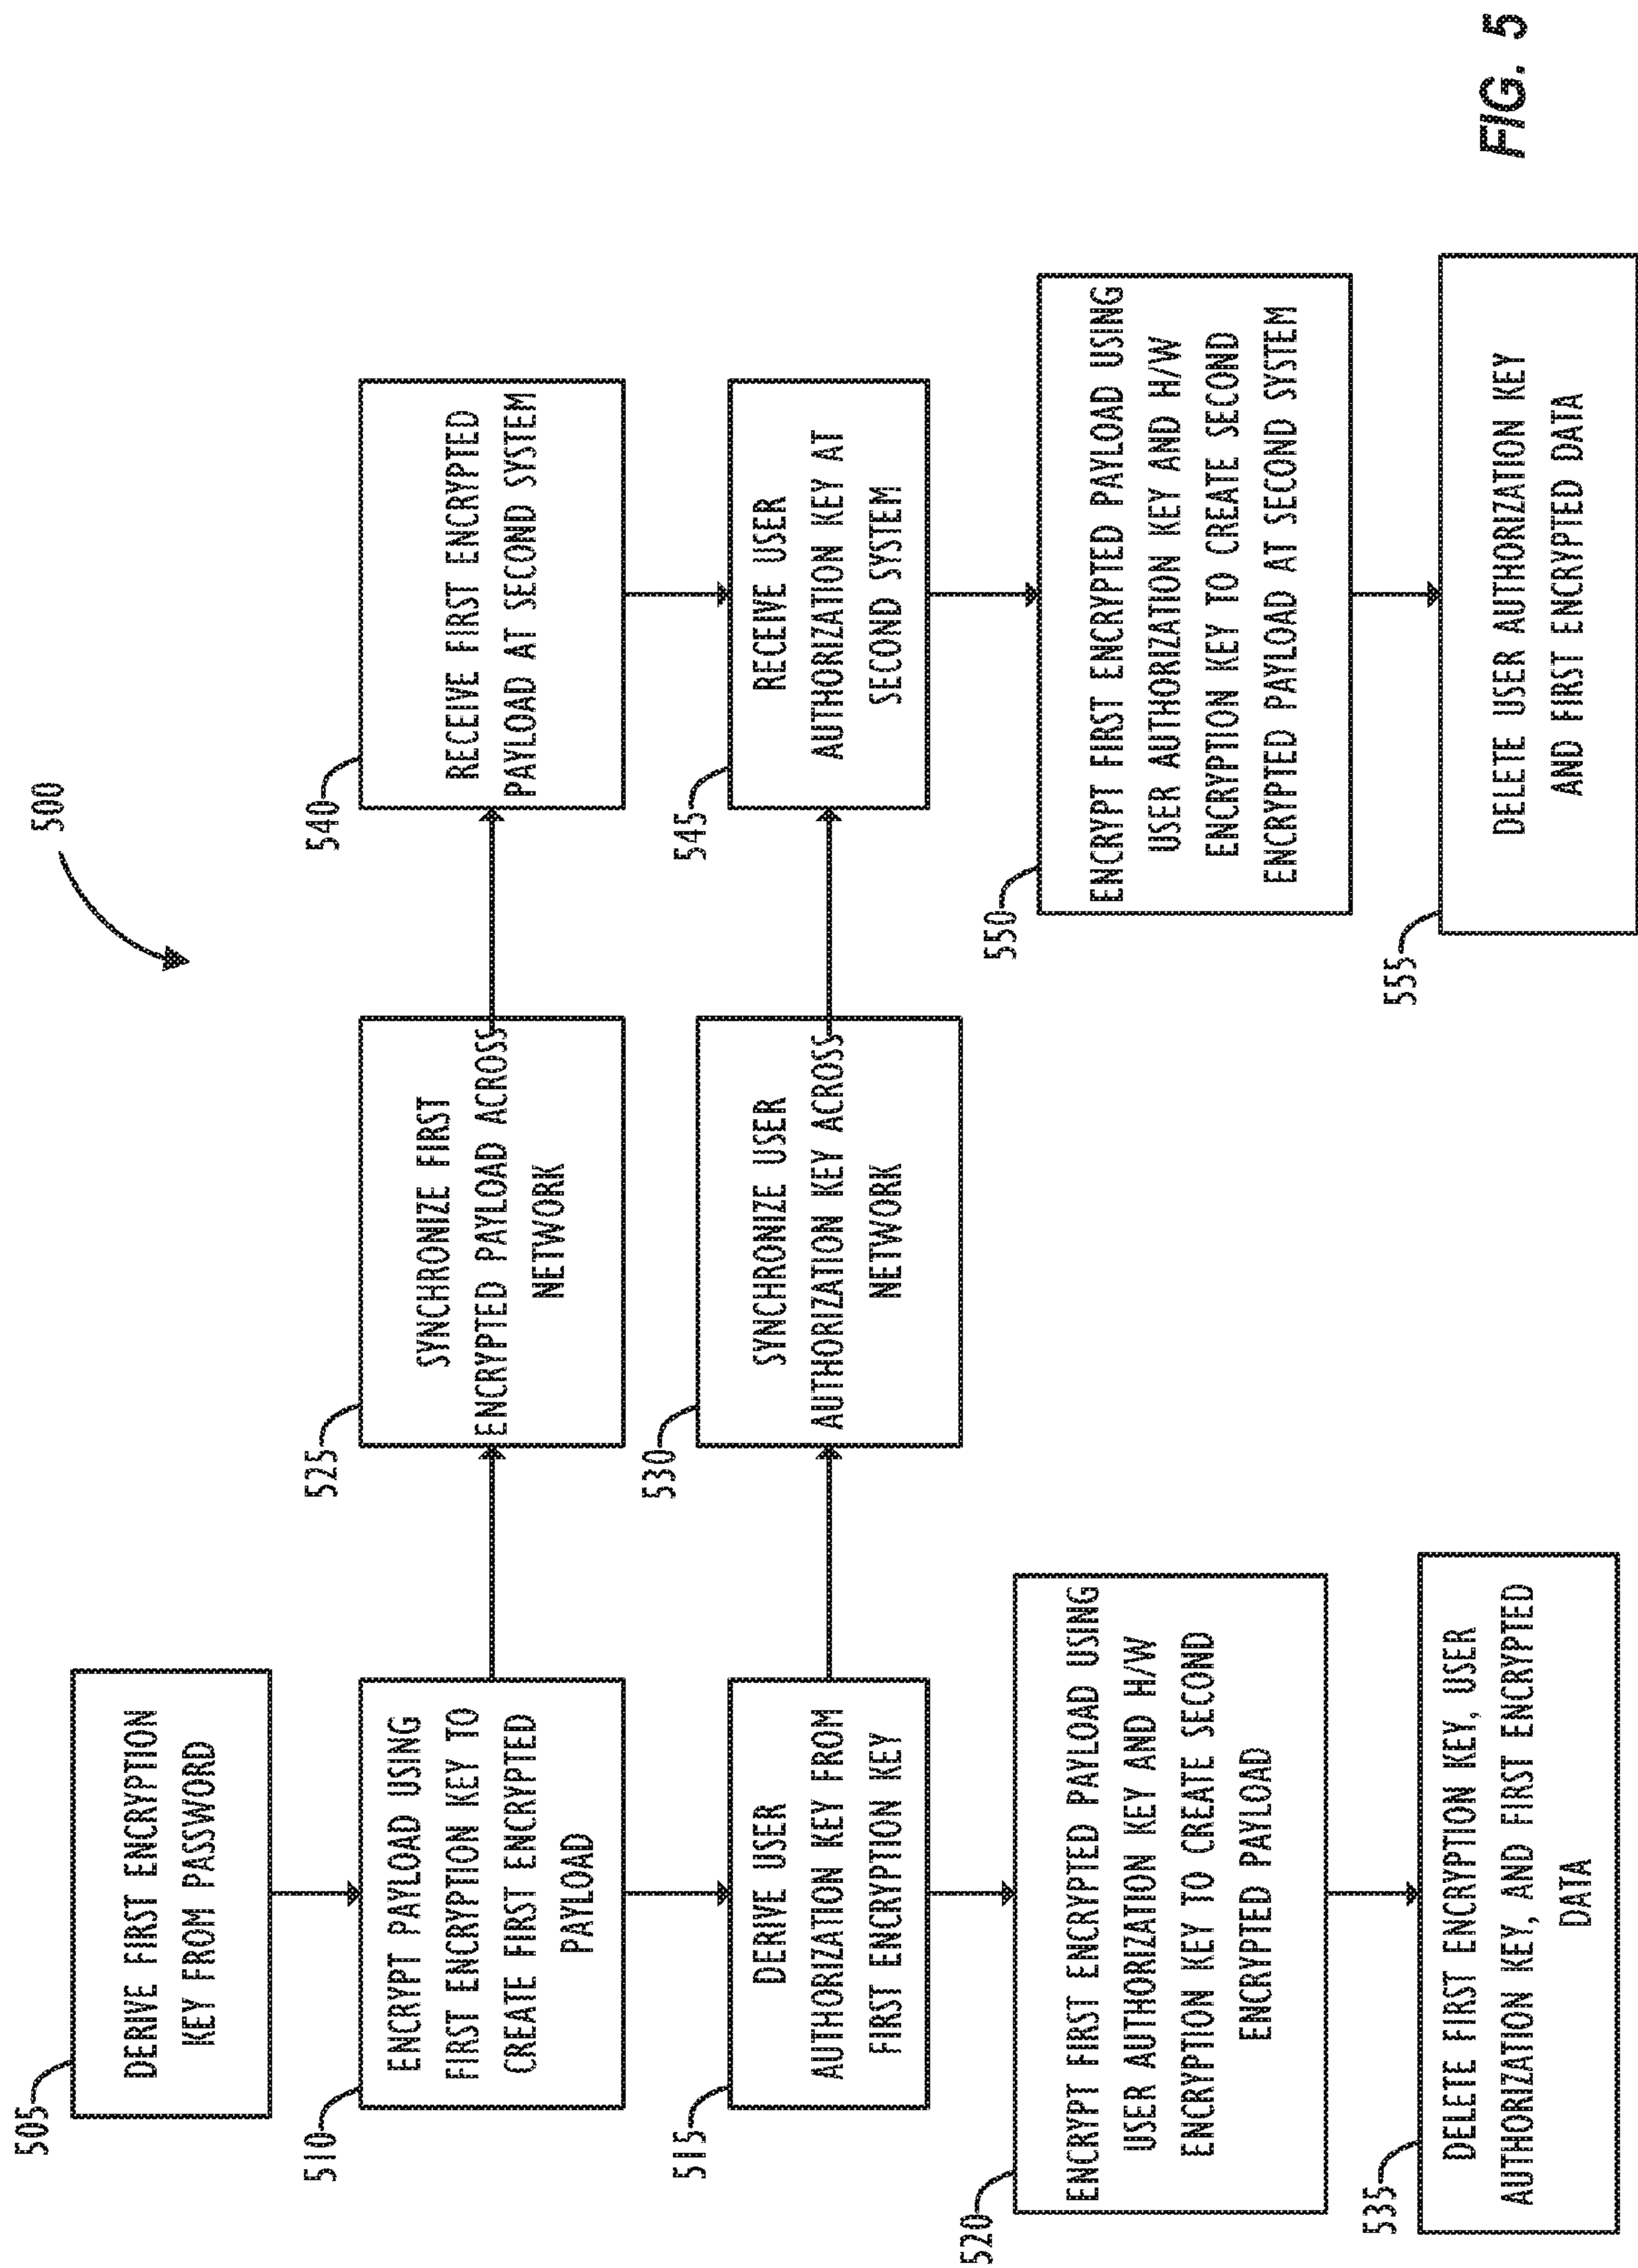 500
505
DERIVE FIRST ENCRYPTION
KEY FROM PASSWORD
510
ENCRYPT PAYLOAD USING
FIRST ENCRYPTION KEY TO
CREATE FIRST ENCRYPTED
PAYLOAD
525
SYNCHRONIZE FIRST
ENCRYPTED PAYLOAD ACROSS
NETWORK
540
RECEIVE FIRST ENCRYPTED
PAYLOAD AT SECOND SYSTEM
515
DERIVE USER
AUTHORIZATION KEY FROM
FIRST ENCRYPTION KEY
530
SYNCHRONIZE USER
AUTHORIZATION KEY ACROSS
NETWORK
545
RECEIVE USER
AUTHORIZATION KEY AT
SECOND SYSTEM
520
ENCRYPT FIRST ENCRYPTED PAYLOAD USING
USER AUTHORIZATION KEY AND H/W
ENCRYPTION KEY TO CREATE SECOND
ENCRYPTED PAYLOAD
550
ENCRYPT FIRST ENCRYPTED PAYLOAD USING
USER AUTHORIZATION KEY AND H/W
ENCRYPTION KEY TO CREATE SECOND
ENCRYPTED PAYLOAD AT SECOND SYSTEM
535
DELETE FIRST ENCRYPTION KEY, USER
AUTHORIZATION KEY, AND FIRST ENCRYPTED
DATA
555
DELETE USER AUTHORIZATION KEY
AND FIRST ENCRYPTED DATA
FIG. 5